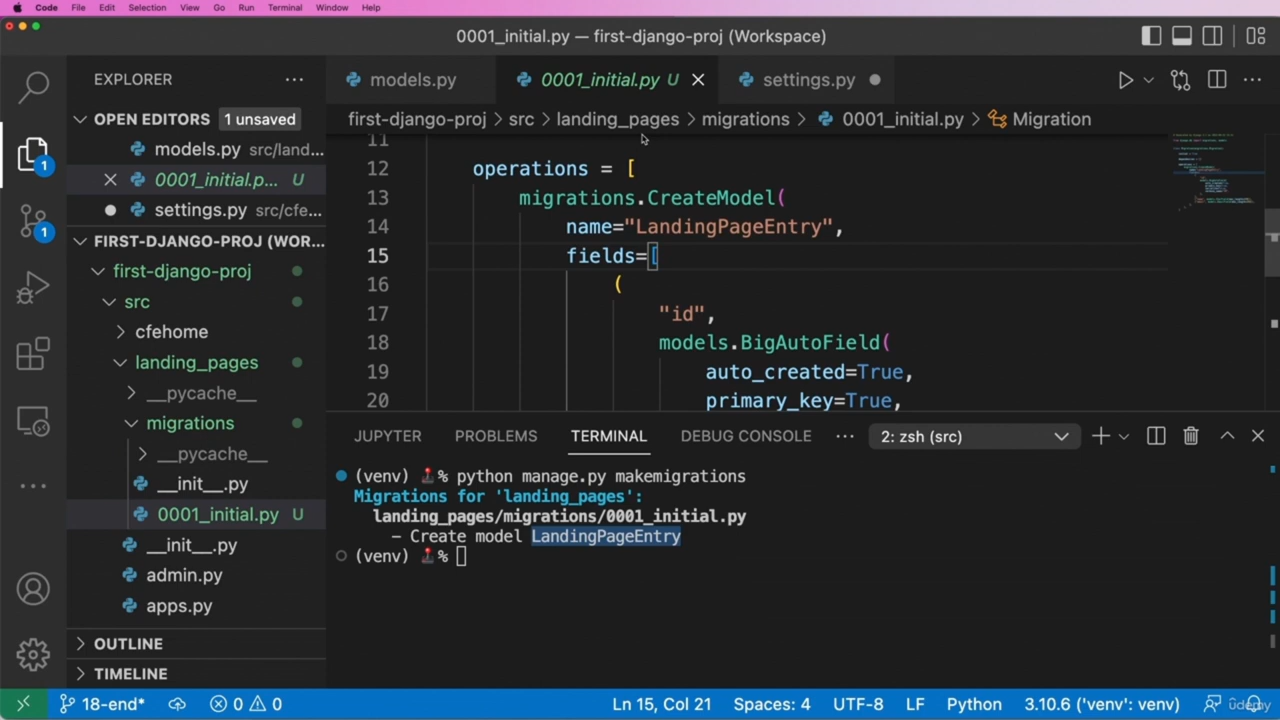 Code File Edit Selection View Go Run Terminal Window Help
0001_initial.py — first-django-proj (Workspace)
EXPLORER
models.py
0001_initial.py U
settings.py
OPEN EDITORS 1 unsaved
models.py src/land...
0001_initial.p... U
settings.py src/cfe...
FIRST-DJANGO-PROJ (WOR...
first-django-proj
src
cfehome
landing_pages
__pycache__
migrations
__pycache__
__init__.py
0001_initial.py U
__init__.py
admin.py
apps.py
OUTLINE
TIMELINE
1
1
first-django-proj > src > landing_pages > migrations > 0001_initial.py > Migration
11
12 operations = [
13 migrations.CreateModel(
14 name="LandingPageEntry",
15 fields=[
16 (
17 "id",
18 models.BigAutoField(
19 auto_created=True,
20 primary_key=True,
JUPYTER PROBLEMS TERMINAL DEBUG CONSOLE ... 2: zsh (src)
(venv) % python manage.py makemigrations
Migrations for 'landing_pages':
landing_pages/migrations/0001_initial.py
- Create model LandingPageEntry
(venv) %
18-end* 0 0 Ln 15, Col 21 Spaces: 4 UTF-8 LF Python 3.10.6 ('venv': venv)
udemy